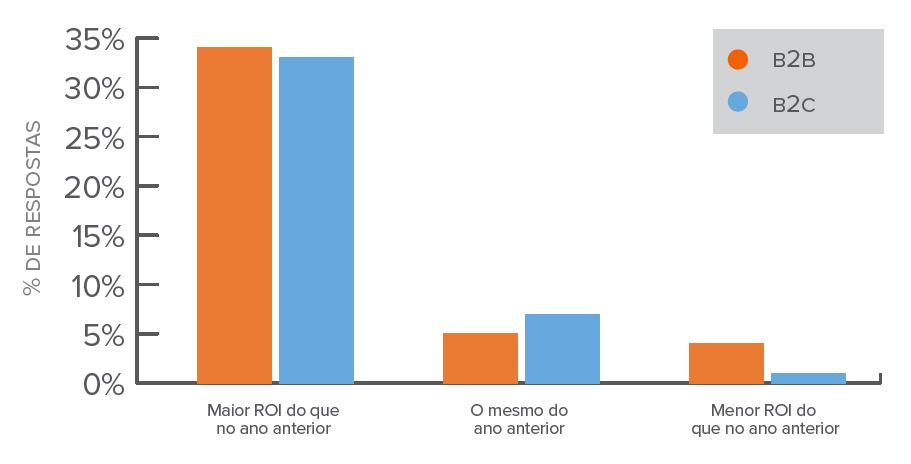 35%
30%
25%
20%
15%
10%
5%
0%
% DE RESPOSTAS
B2B
B2C
Maior ROI do que
no ano anterior
O mesmo do
ano anterior
Menor ROI do
que no ano anterior